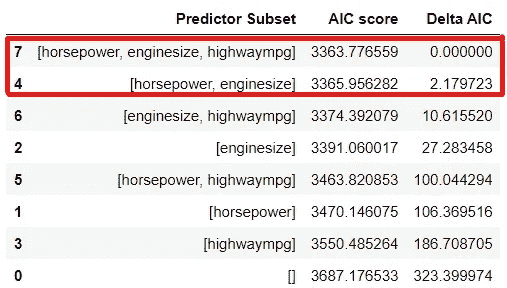 Predictor Subset AIC score Delta AIC
7 [horsepower, enginesize, highwaympg] 3363.776559 0.000000
4 [horsepower, enginesize] 3365.956282 2.179723
6 [enginesize, highwaympg] 3374.392079 10.615520
2 [enginesize] 3391.060017 27.283458
5 [horsepower, highwaympg] 3463.820853 100.044294
1 [horsepower] 3470.146075 106.369516
3 [highwaympg] 3550.485264 186.708705
0 [] 3687.176533 323.399974